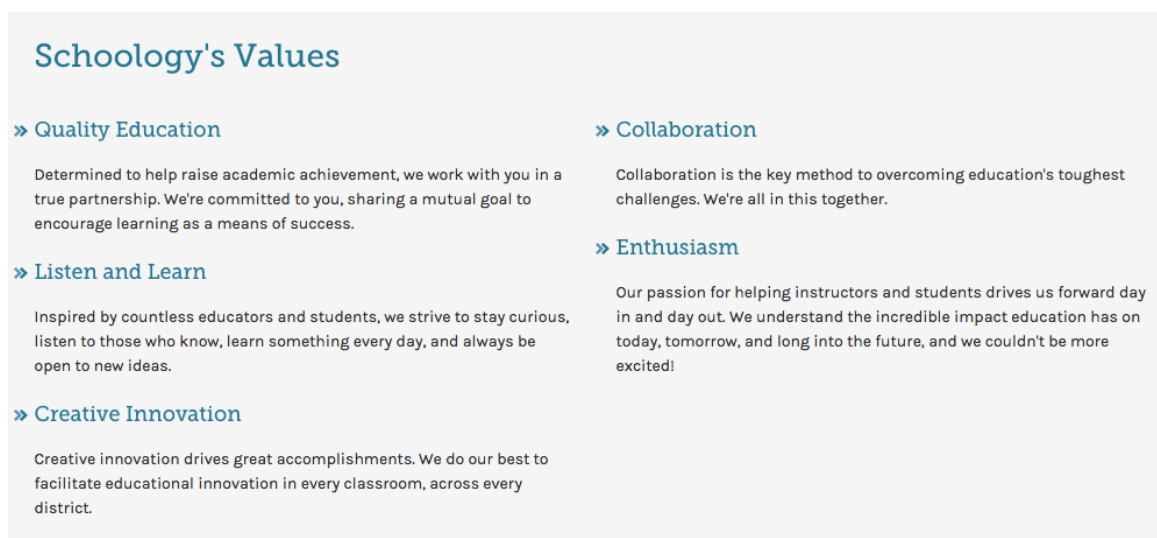 Schoology's Values
» Quality Education
Determined to help raise academic achievement, we work with you in a
true partnership. We're committed to you, sharing a mutual goal to
encourage learning as a means of success.
» Listen and Learn
Inspired by countless educators and students, we strive to stay curious,
listen to those who know, learn something every day, and always be
open to new ideas.
» Creative Innovation
Creative innovation drives great accomplishments. We do our best to
facilitate educational innovation in every classroom, across every
district.
» Collaboration
Collaboration is the key method to overcoming education's toughest
challenges. We're all in this together.
» Enthusiasm
Our passion for helping instructors and students drives us forward day
in and day out. We understand the incredible impact education has on
today, tomorrow, and long into the future, and we couldn't be more
excited!